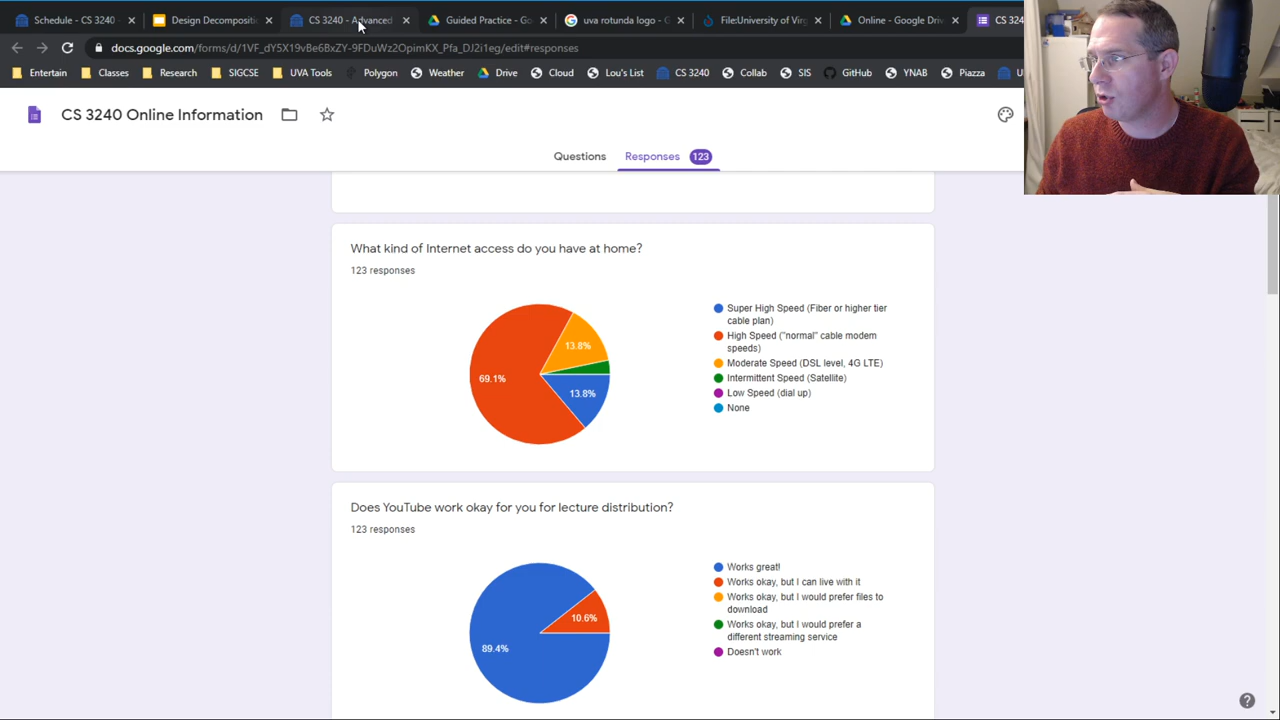 Schedule - CS 3240 -
Design Decompositio
CS 3240 - Advanced
Guided Practice - Go
uva rotunda logo - G
File:University of Virg
Online - Google Driv
CS 324
docs.google.com/forms/d/1VF_dY5X19vBe6BxZY-9FDuWz2OpimKX_Pfa_DJ2i1eg/edit#responses
Entertain
Classes
Research
SIGCSE
UVA Tools
Polygon
Weather
Drive
Cloud
Lou's List
CS 3240
Collab
SIS
GitHub
YNAB
Piazza
CS 3240 Online Information
Questions
Responses 123
What kind of Internet access do you have at home?
123 responses
69.1%
13.8%
13.8%
Super High Speed (Fiber or higher tier
cable plan)
High Speed ("normal" cable modem
speeds)
Moderate Speed (DSL level, 4G LTE)
Intermittent Speed (Satellite)
Low Speed (dial up)
None
Does YouTube work okay for you for lecture distribution?
123 responses
89.4%
10.6%
Works great!
Works okay, but I can live with it
Works okay, but I would prefer files to
download
Works okay, but I would prefer a
different streaming service
Doesn't work